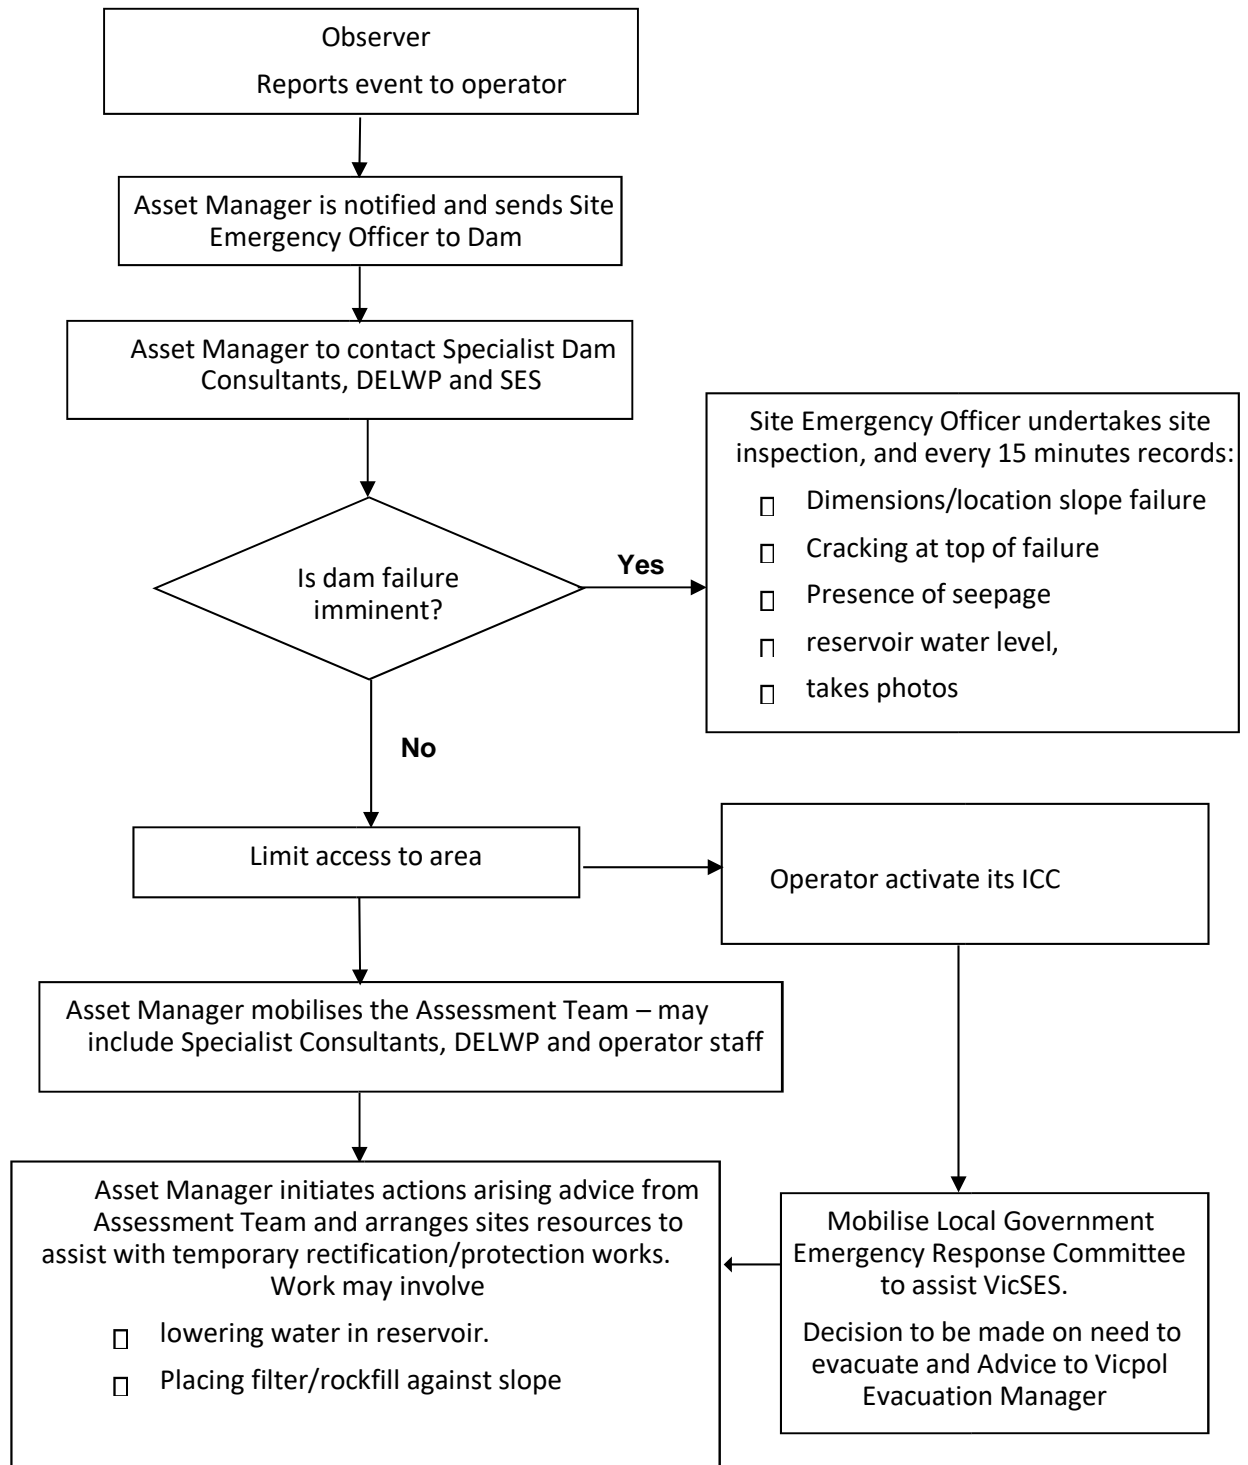 Observer
Reports event to operator
Asset Manager is notified and sends Site
Emergency Officer to Dam
Asset Manager to contact Specialist Dam
Consultants, DELWP and SES
Is dam failure
imminent?
Yes
Site Emergency Officer undertakes site
inspection, and every 15 minutes records:
Dimensions/location slope failure
Cracking at top of failure
Presence of seepage
reservoir water level,
takes photos
No
Limit access to area
Operator activate its ICC
Asset Manager mobilises the Assessment Team – may
include Specialist Consultants, DELWP and operator staff
Asset Manager initiates actions arising advice from
Assessment Team and arranges sites resources to
assist with temporary rectification/protection works.
Work may involve
lowering water in reservoir.
Placing filter/rockfill against slope
Mobilise Local Government
Emergency Response Committee
to assist VicSES.
Decision to be made on need to
evacuate and Advice to Vicpol
Evacuation Manager